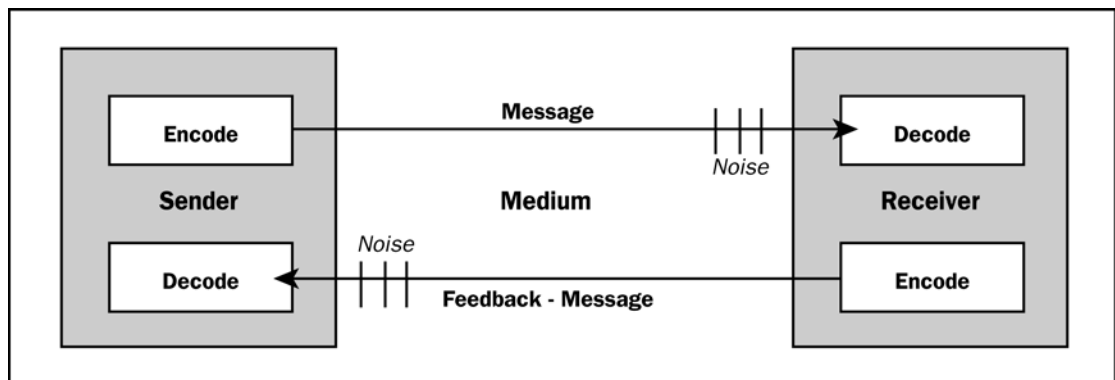 Message
Encode
Decode
Noise
Sender
Medium
Receiver
Noise
Decode
Encode
Feedback - Message